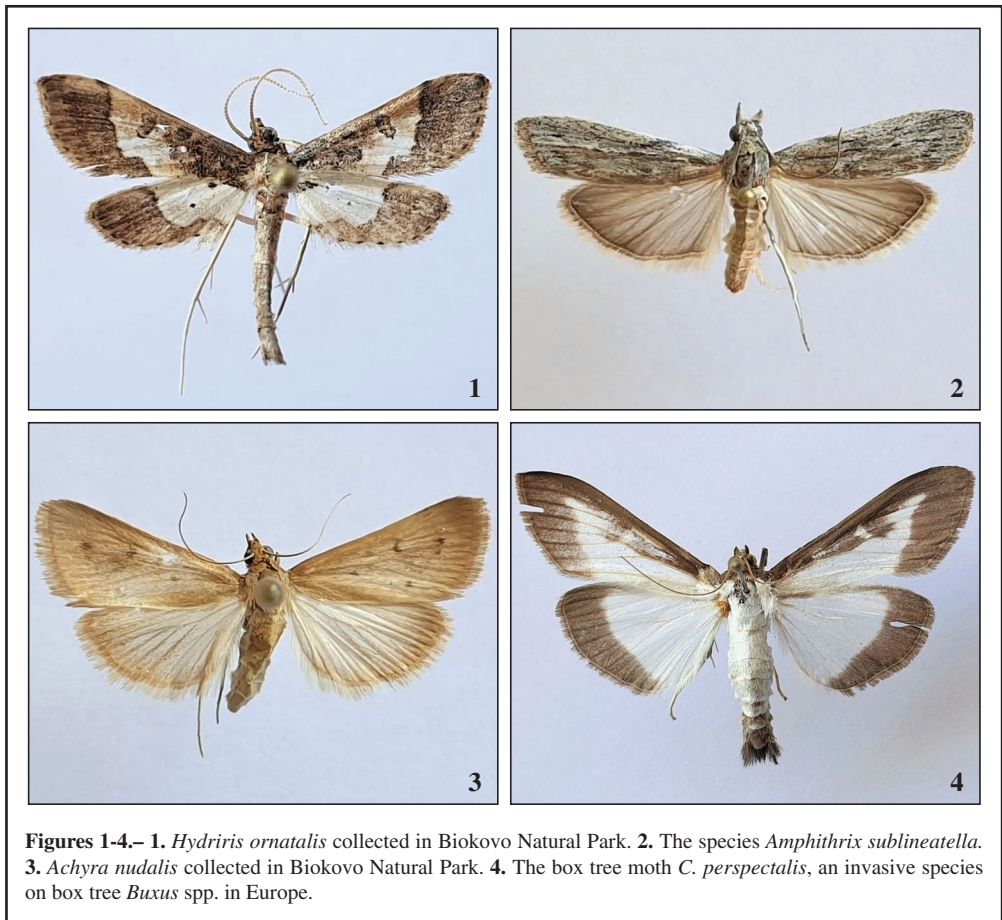 1
2
3
4
Figures 1-4.– 1. Hydriris ornatalis collected in Biokovo Natural Park. 2. The species Amphithrix sublineatella.
3. Achyra nudalis collected in Biokovo Natural Park. 4. The box tree moth C. perspectalis, an invasive species
on box tree Buxus spp. in Europe.